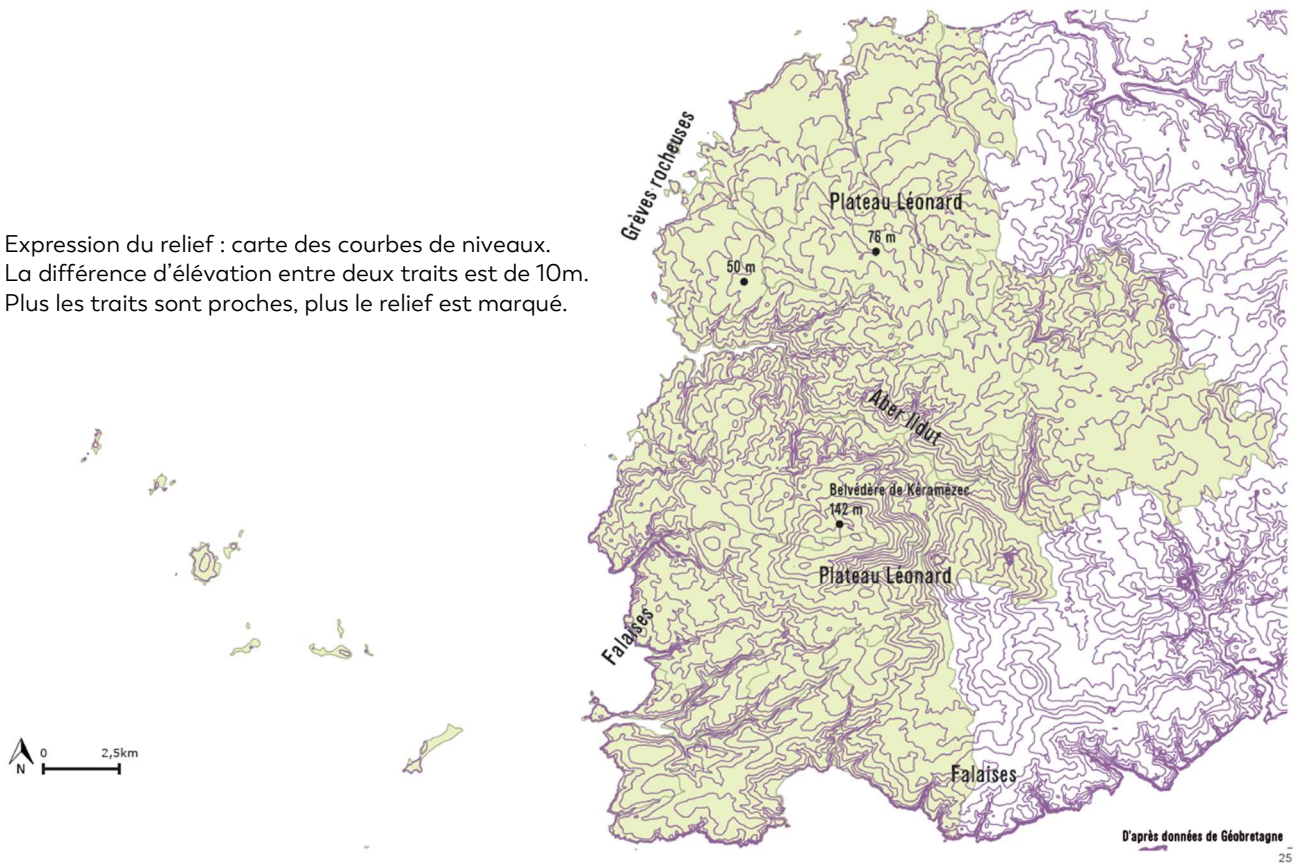 Grèves rocheuses
Plateau Léonard
76 m
50 m
Expression du relief : carte des courbes de niveaux.
La différence d'élévation entre deux traits est de 10m.
Plus les traits sont proches, plus le relief est marqué.
Aber Ildut
Belvédère de Kéramézec
142 m
Plateau Léonard
Falaises
N
0 2,5km
Falaises
D'après données de Géobretagne
25